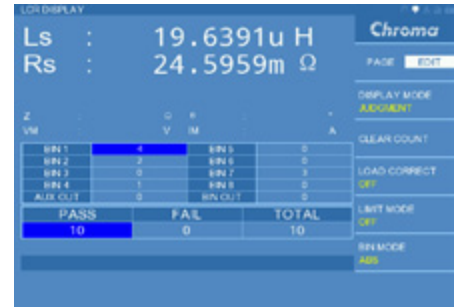 LCR DISPLAY
Ls : 19.6391u H
Rs : 24.5959m Ω
Z : Ω θ : °
VM : V IM : A
BIN 1 4 BIN 5 0
BIN 2 2 BIN 6 0
BIN 3 0 BIN 7 3
BIN 4 1 BIN 8 0
AUX OUT 0 BIN OUT 0
PASS FAIL TOTAL
10 0 10
Chroma
PAGE EDIT
DISPLAY MODE
JUDGMENT
CLEAR COUNT
LOAD CORRECT
OFF
LIMIT MODE
OFF
BIN MODE
ABS